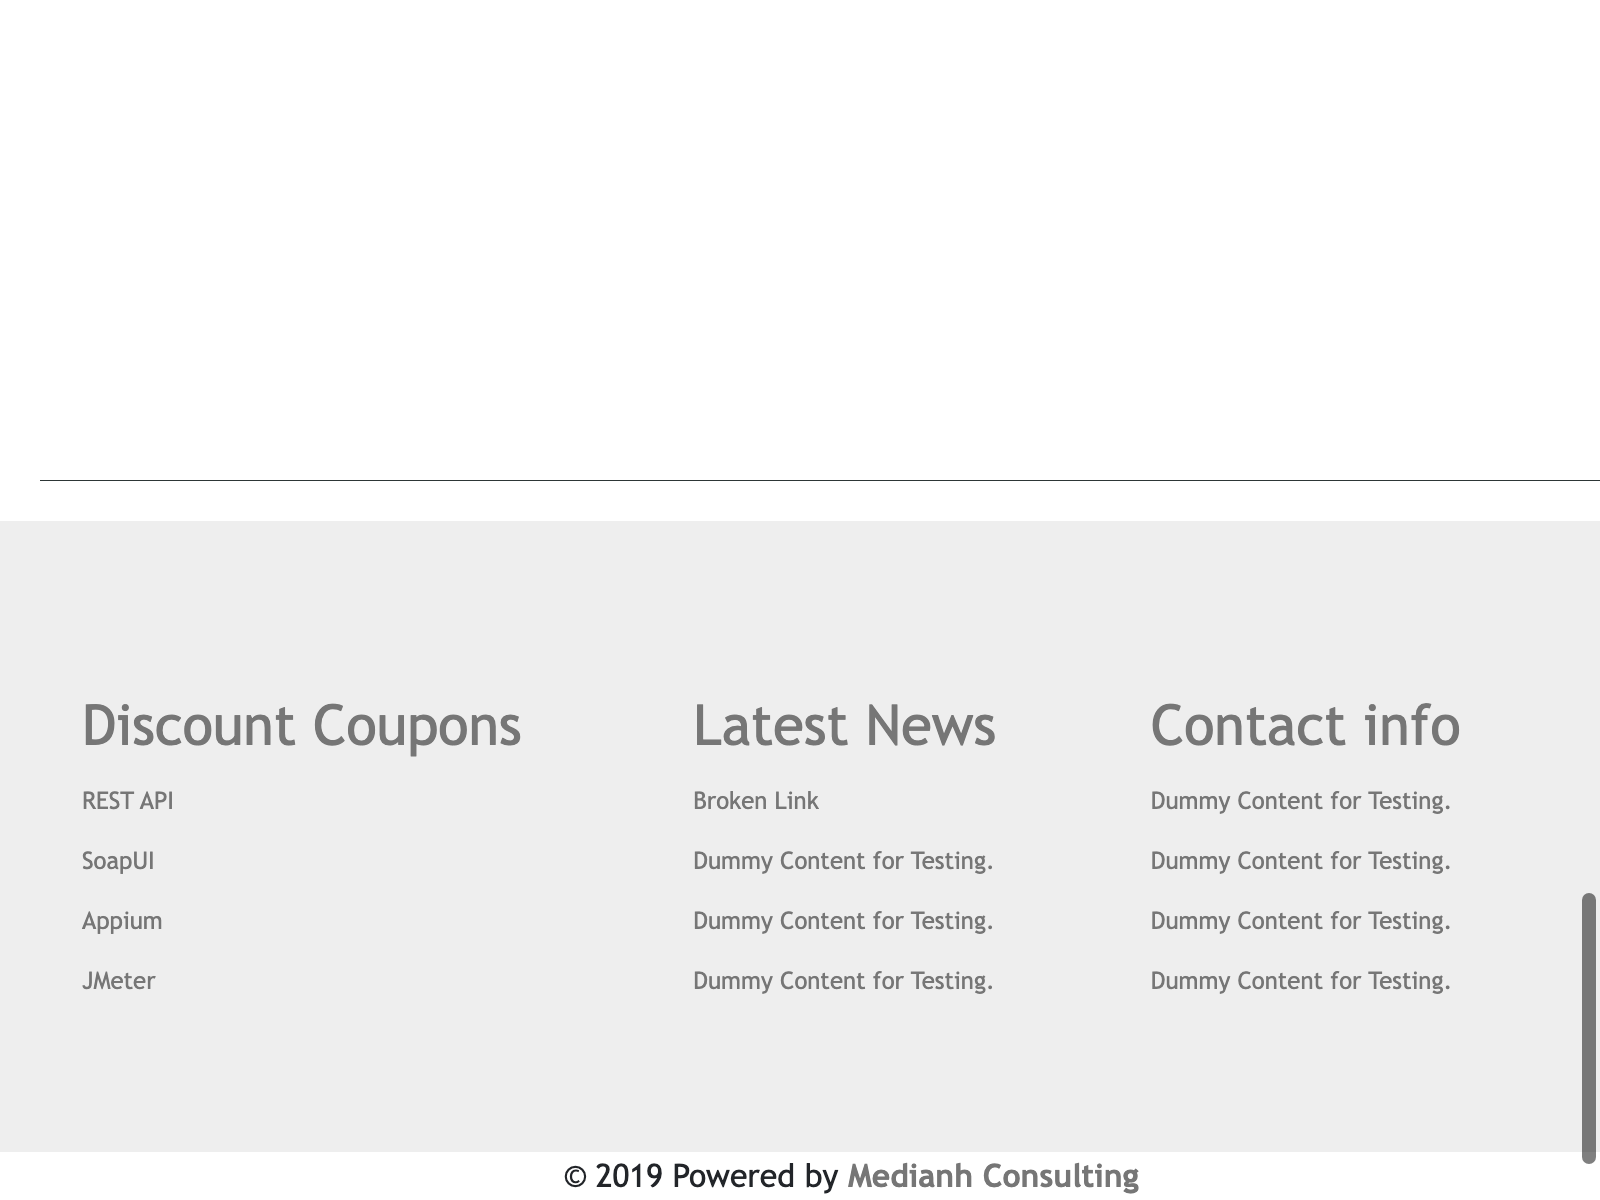 Discount Coupons
REST API
SoapUI
Appium
JMeter
Latest News
Broken Link
Dummy Content for Testing.
Dummy Content for Testing.
Dummy Content for Testing.
Contact info
Dummy Content for Testing.
Dummy Content for Testing.
Dummy Content for Testing.
Dummy Content for Testing.
© 2019 Powered by Medianh Consulting